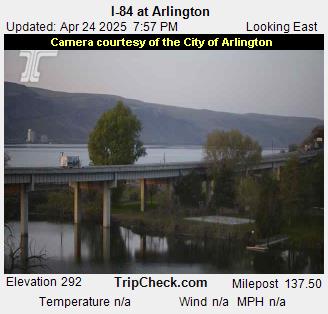 I-84 at Arlington
Updated: Apr 24 2025 7:57 PM Looking East
Camera courtesy of the City of Arlington
Elevation 292 TripCheck.com Milepost 137.50
Temperature n/a Wind n/a MPH n/a